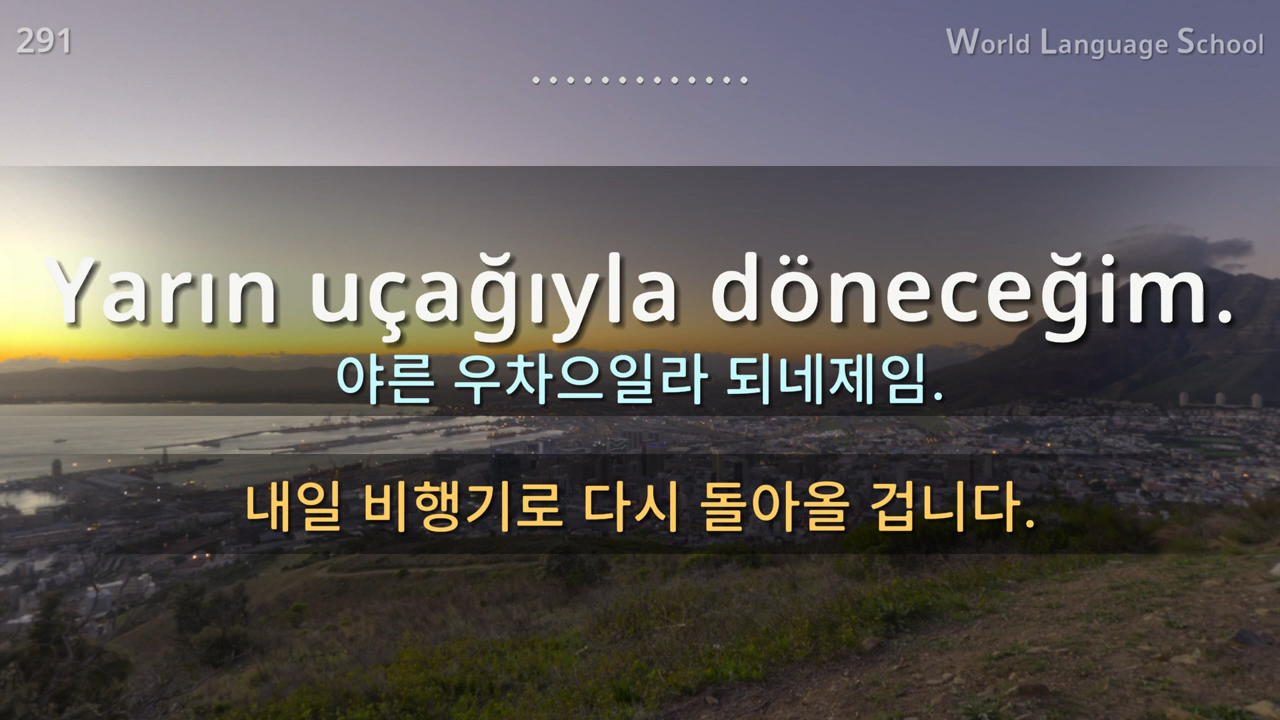 291
World Language School
Yarın uçağıyla döneceğim.
야른 우차으일라 되네제임.
내일 비행기로 다시 돌아올 겁니다.